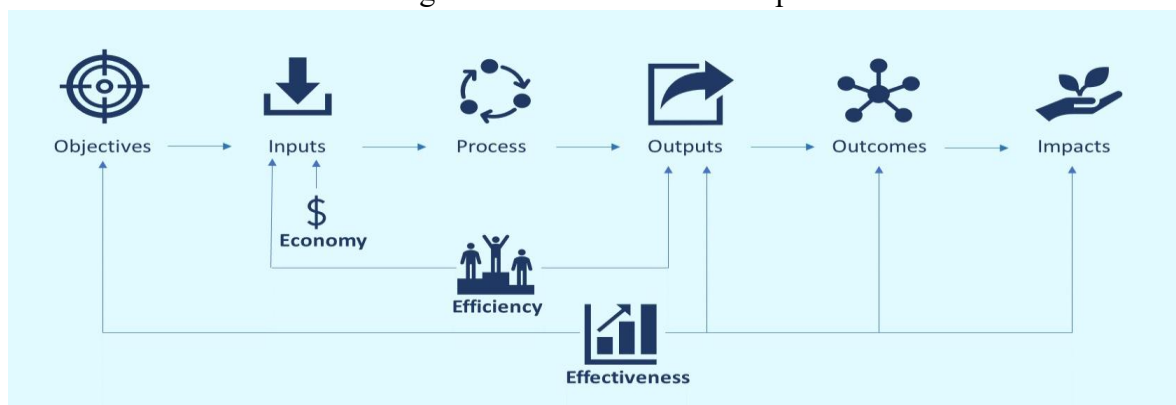 Objectives
Inputs
Process
Outputs
Outcomes
Impacts
$
Economy
Efficiency
Effectiveness